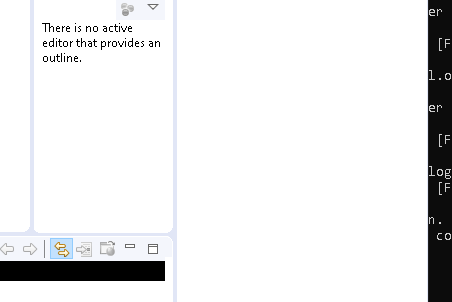 There is no active
editor that provides an
outline.
er
[F
l.o
er
[F
log
[F
n.
co